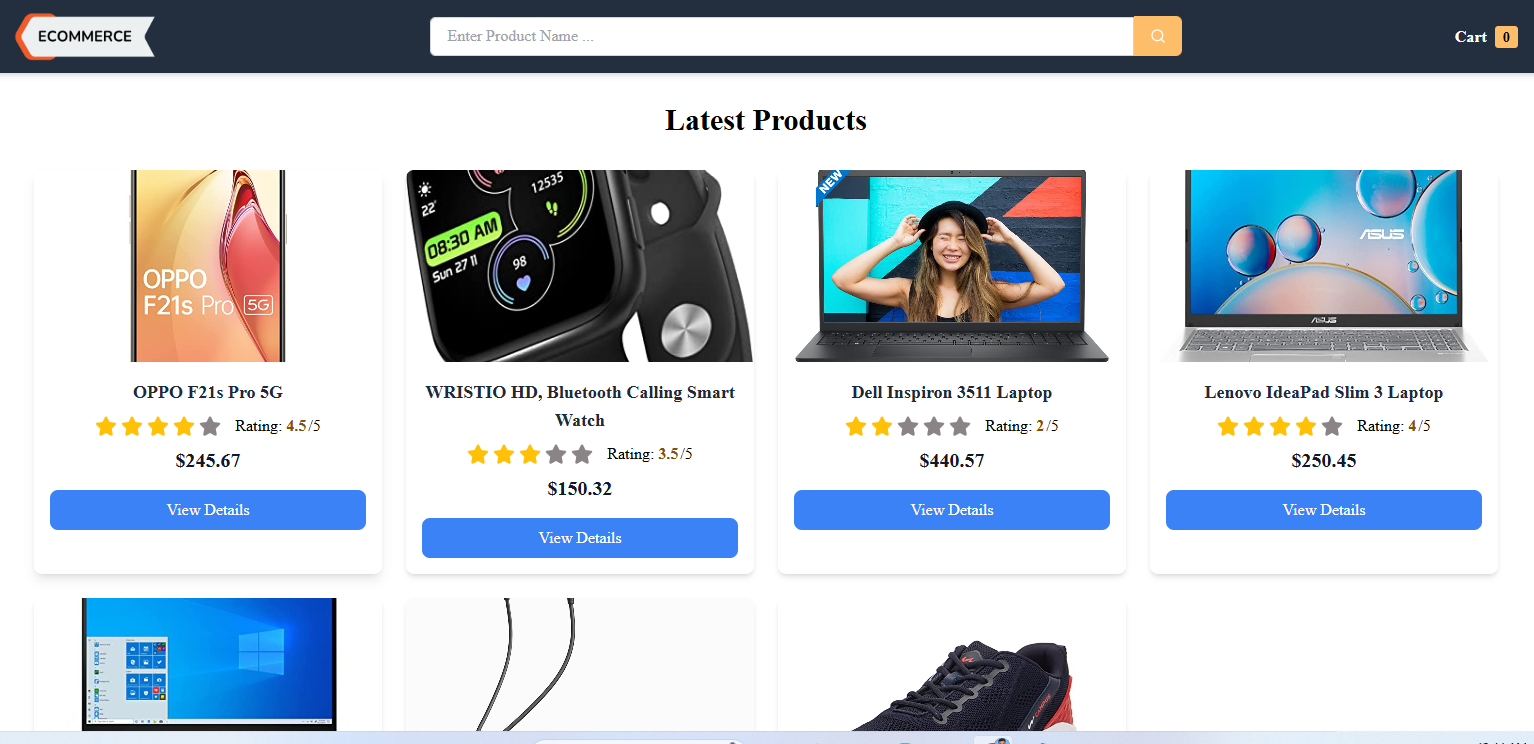 ECOMMERCE
Enter Product Name ...
Cart 0
Latest Products
OPPO
F21s Pro 5G
12535
22°
08:30 AM
Sun 27 11
98
NEW
ASUS
ASUS
OPPO F21s Pro 5G
Rating: 4.5/5
$245.67
View Details
WRISTIO HD, Bluetooth Calling Smart
Watch
Rating: 3.5/5
$150.32
View Details
Dell Inspiron 3511 Laptop
Rating: 2/5
$440.57
View Details
Lenovo IdeaPad Slim 3 Laptop
Rating: 4/5
$250.45
View Details